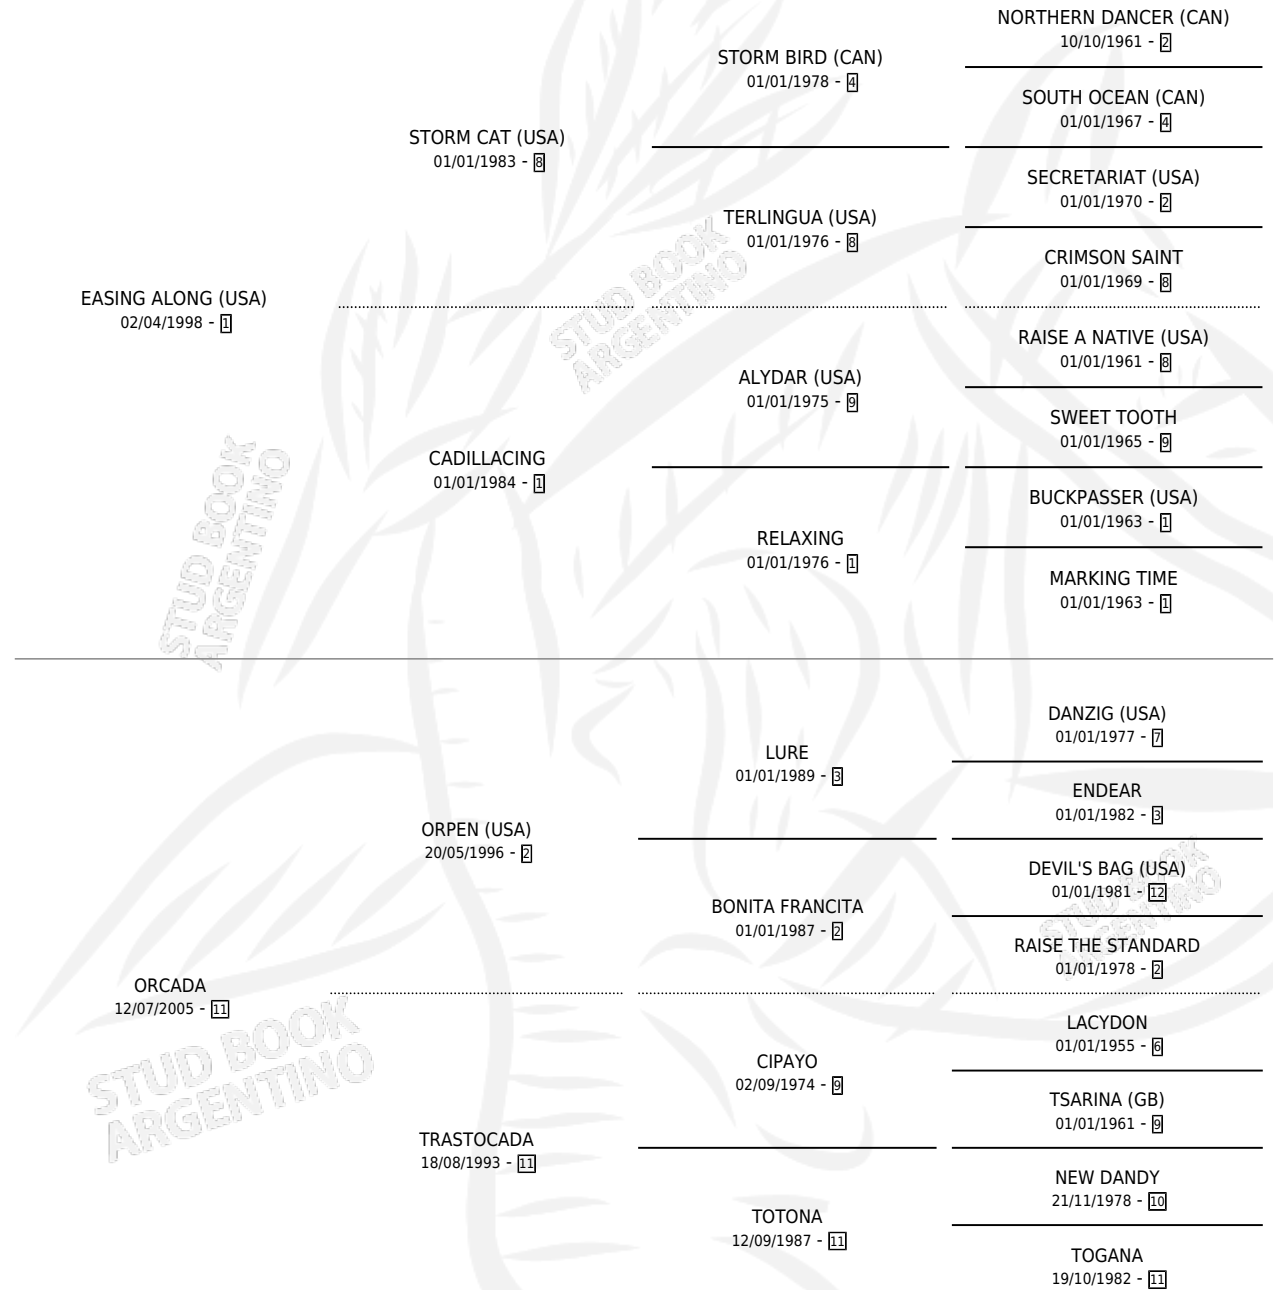 NORTHERN DANCER (CAN)
10/10/1961 - 2
STORM BIRD (CAN)
01/01/1978 - 4
SOUTH OCEAN (CAN)
01/01/1967 - 4
STORM CAT (USA)
01/01/1983 - 8
SECRETARIAT (USA)
01/01/1970 - 2
TERLINGUA (USA)
01/01/1976 - 8
CRIMSON SAINT
01/01/1969 - 8
EASING ALONG (USA)
02/04/1998 - 1
RAISE A NATIVE (USA)
01/01/1961 - 8
ALYDAR (USA)
01/01/1975 - 9
SWEET TOOTH
01/01/1965 - 9
CADILLACING
01/01/1984 - 1
BUCKPASSER (USA)
01/01/1963 - 1
RELAXING
01/01/1976 - 1
MARKING TIME
01/01/1963 - 1
STUD BOOK
ARGENTINO
STUD BOOK
ARGENTINO
DANZIG (USA)
01/01/1977 - 7
LURE
01/01/1989 - 3
ENDEAR
01/01/1982 - 3
ORPEN (USA)
20/05/1996 - 2
DEVIL'S BAG (USA)
01/01/1981 - 12
BONITA FRANCITA
01/01/1987 - 2
RAISE THE STANDARD
01/01/1978 - 2
STUD BOOK
ARGENTINO
ORCADA
12/07/2005 - 11
LACYDON
01/01/1955 - 6
CIPAYO
02/09/1974 - 9
TSARINA (GB)
01/01/1961 - 9
STUD BOOK
ARGENTINO
TRASTOCADA
18/08/1993 - 11
NEW DANDY
21/11/1978 - 10
TOTONA
12/09/1987 - 11
TOGANA
19/10/1982 - 11